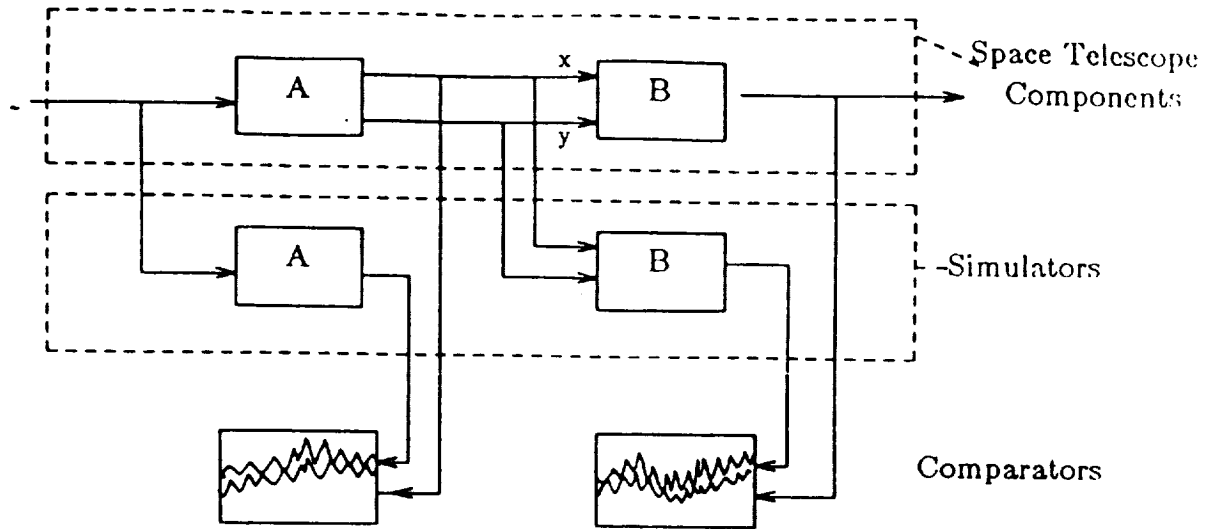 Space Telescope
Components
A
x
B
y
A
B
Simulators
Comparators